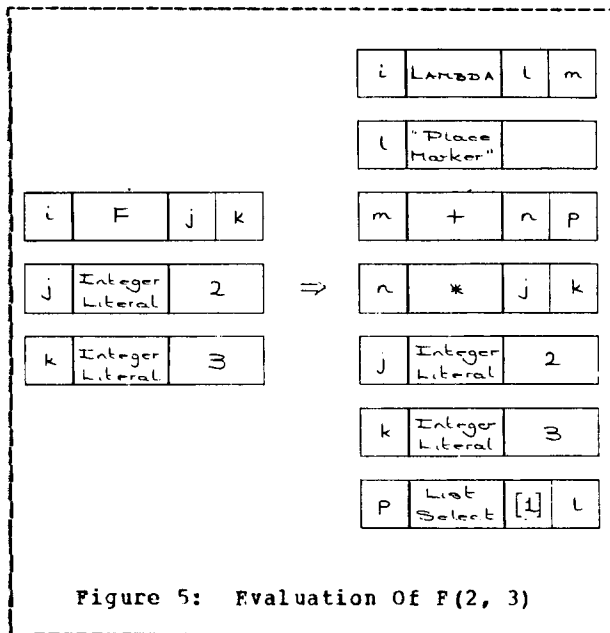 i LAMBDA l m
l "Place Marker"
i F j k
m + n p
j Integer Literal 2
⇒
n * j k
k Integer Literal 3
j Integer Literal 2
k Integer Literal 3
p List Select [1] l
Figure 5: Evaluation Of F(2, 3)